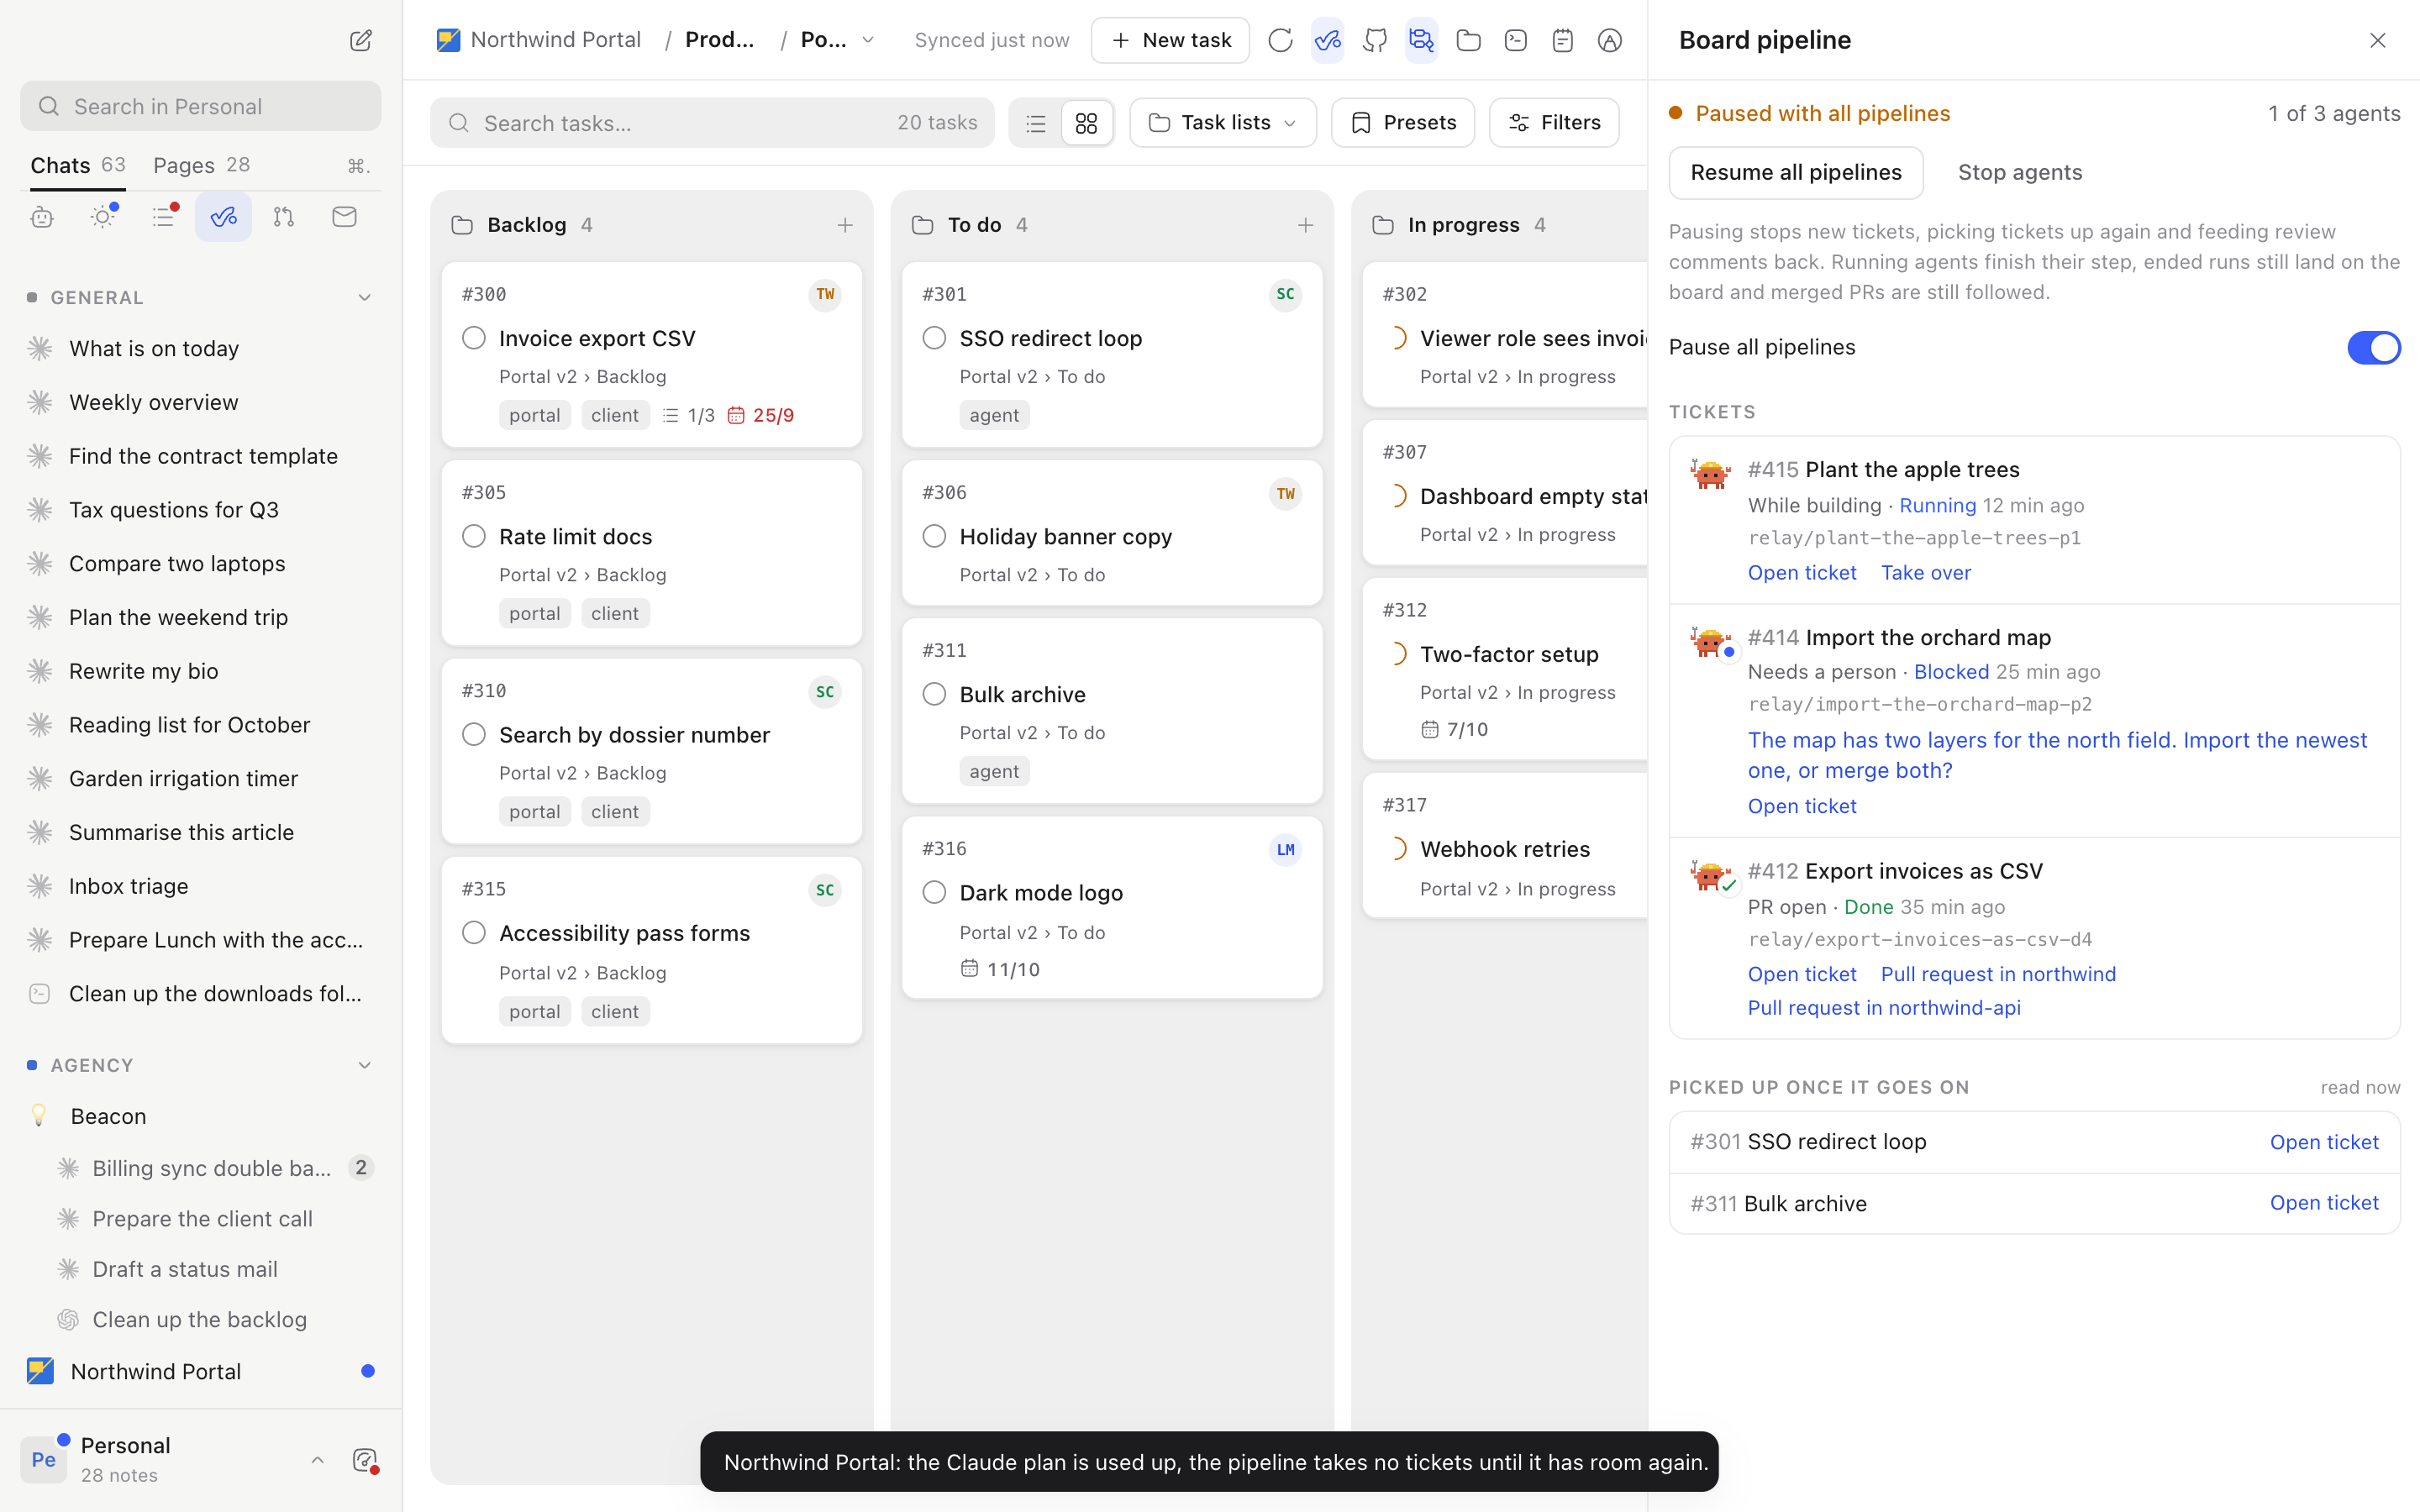 Search in Personal
Chats 63 Pages 28 ⌘.
GENERAL
What is on today
Weekly overview
Find the contract template
Tax questions for Q3
Compare two laptops
Plan the weekend trip
Rewrite my bio
Reading list for October
Garden irrigation timer
Summarise this article
Inbox triage
Prepare Lunch with the acc...
Clean up the downloads fol...
AGENCY
Beacon
Billing sync double ba... 2
Prepare the client call
Draft a status mail
Clean up the backlog
Northwind Portal
Pe
Personal
28 notes
Northwind Portal / Prod... / Po...
Synced just now
New task
Search tasks... 20 tasks
Task lists
Presets
Filters
Backlog 4
#300 TW
Invoice export CSV
Portal v2 › Backlog
portal client 1/3 25/9
#305
Rate limit docs
Portal v2 › Backlog
portal client
#310 SC
Search by dossier number
Portal v2 › Backlog
portal client
#315 SC
Accessibility pass forms
Portal v2 › Backlog
portal client
To do 4
#301 SC
SSO redirect loop
Portal v2 › To do
agent
#306 TW
Holiday banner copy
Portal v2 › To do
#311
Bulk archive
Portal v2 › To do
agent
#316 LM
Dark mode logo
Portal v2 › To do
11/10
In progress 4
#302
Viewer role sees invoi
Portal v2 › In progress
#307
Dashboard empty stat
Portal v2 › In progress
#312
Two-factor setup
Portal v2 › In progress
7/10
#317
Webhook retries
Portal v2 › In progress
Board pipeline
Paused with all pipelines 1 of 3 agents
Resume all pipelines Stop agents
Pausing stops new tickets, picking tickets up again and feeding review
comments back. Running agents finish their step, ended runs still land on the
board and merged PRs are still followed.
Pause all pipelines
TICKETS
#415 Plant the apple trees
While building · Running 12 min ago
relay/plant-the-apple-trees-p1
Open ticket Take over
#414 Import the orchard map
Needs a person · Blocked 25 min ago
relay/import-the-orchard-map-p2
The map has two layers for the north field. Import the newest
one, or merge both?
Open ticket
#412 Export invoices as CSV
PR open · Done 35 min ago
relay/export-invoices-as-csv-d4
Open ticket Pull request in northwind
Pull request in northwind-api
PICKED UP ONCE IT GOES ON read now
#301 SSO redirect loop Open ticket
#311 Bulk archive Open ticket
Northwind Portal: the Claude plan is used up, the pipeline takes no tickets until it has room again.